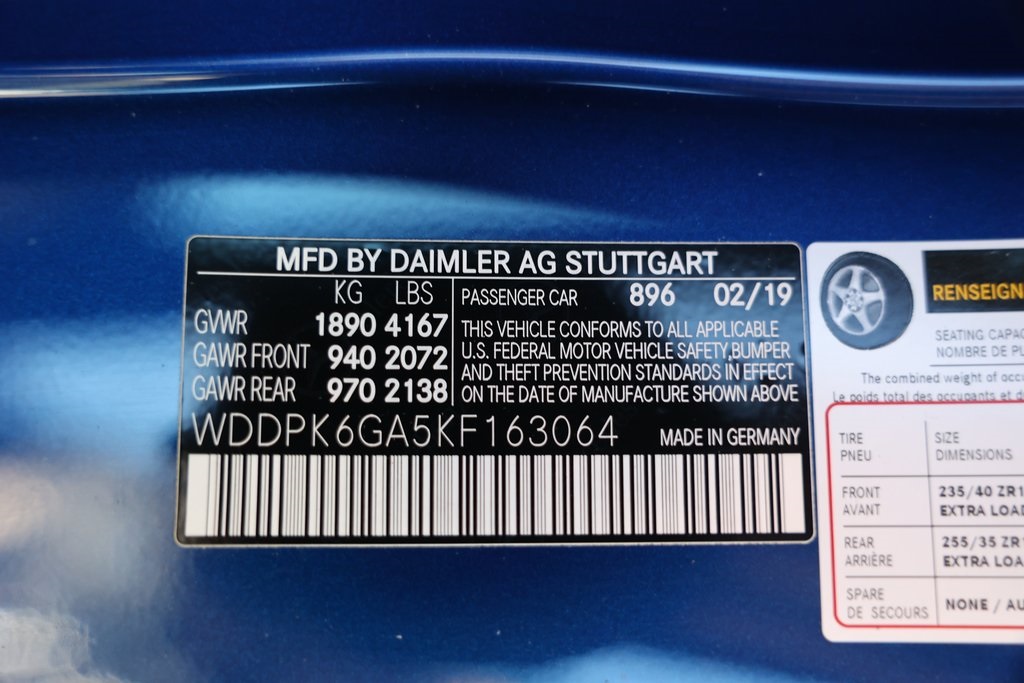 MFD BY DAIMLER AG STUTTGART
KG LBS
GVWR 1890 4167
GAWR FRONT 940 2072
GAWR REAR 970 2138
PASSENGER CAR 896 02/19
THIS VEHICLE CONFORMS TO ALL APPLICABLE
U.S. FEDERAL MOTOR VEHICLE SAFETY,BUMPER
AND THEFT PREVENTION STANDARDS IN EFFECT
ON THE DATE OF MANUFACTURE SHOWN ABOVE
WDDPK6GA5KF163064 MADE IN GERMANY
RENSEIGN
SEATING CAPAC
NOMBRE DE PL
The combined weight of occu
Le poids total des occupants et d
TIRE SIZE
PNEU DIMENSIONS
FRONT 235/40 ZR1
AVANT EXTRA LOAD
REAR 255/35 ZR1
ARRIÈRE EXTRA LOA
SPARE NONE / AU
DE SECOURS